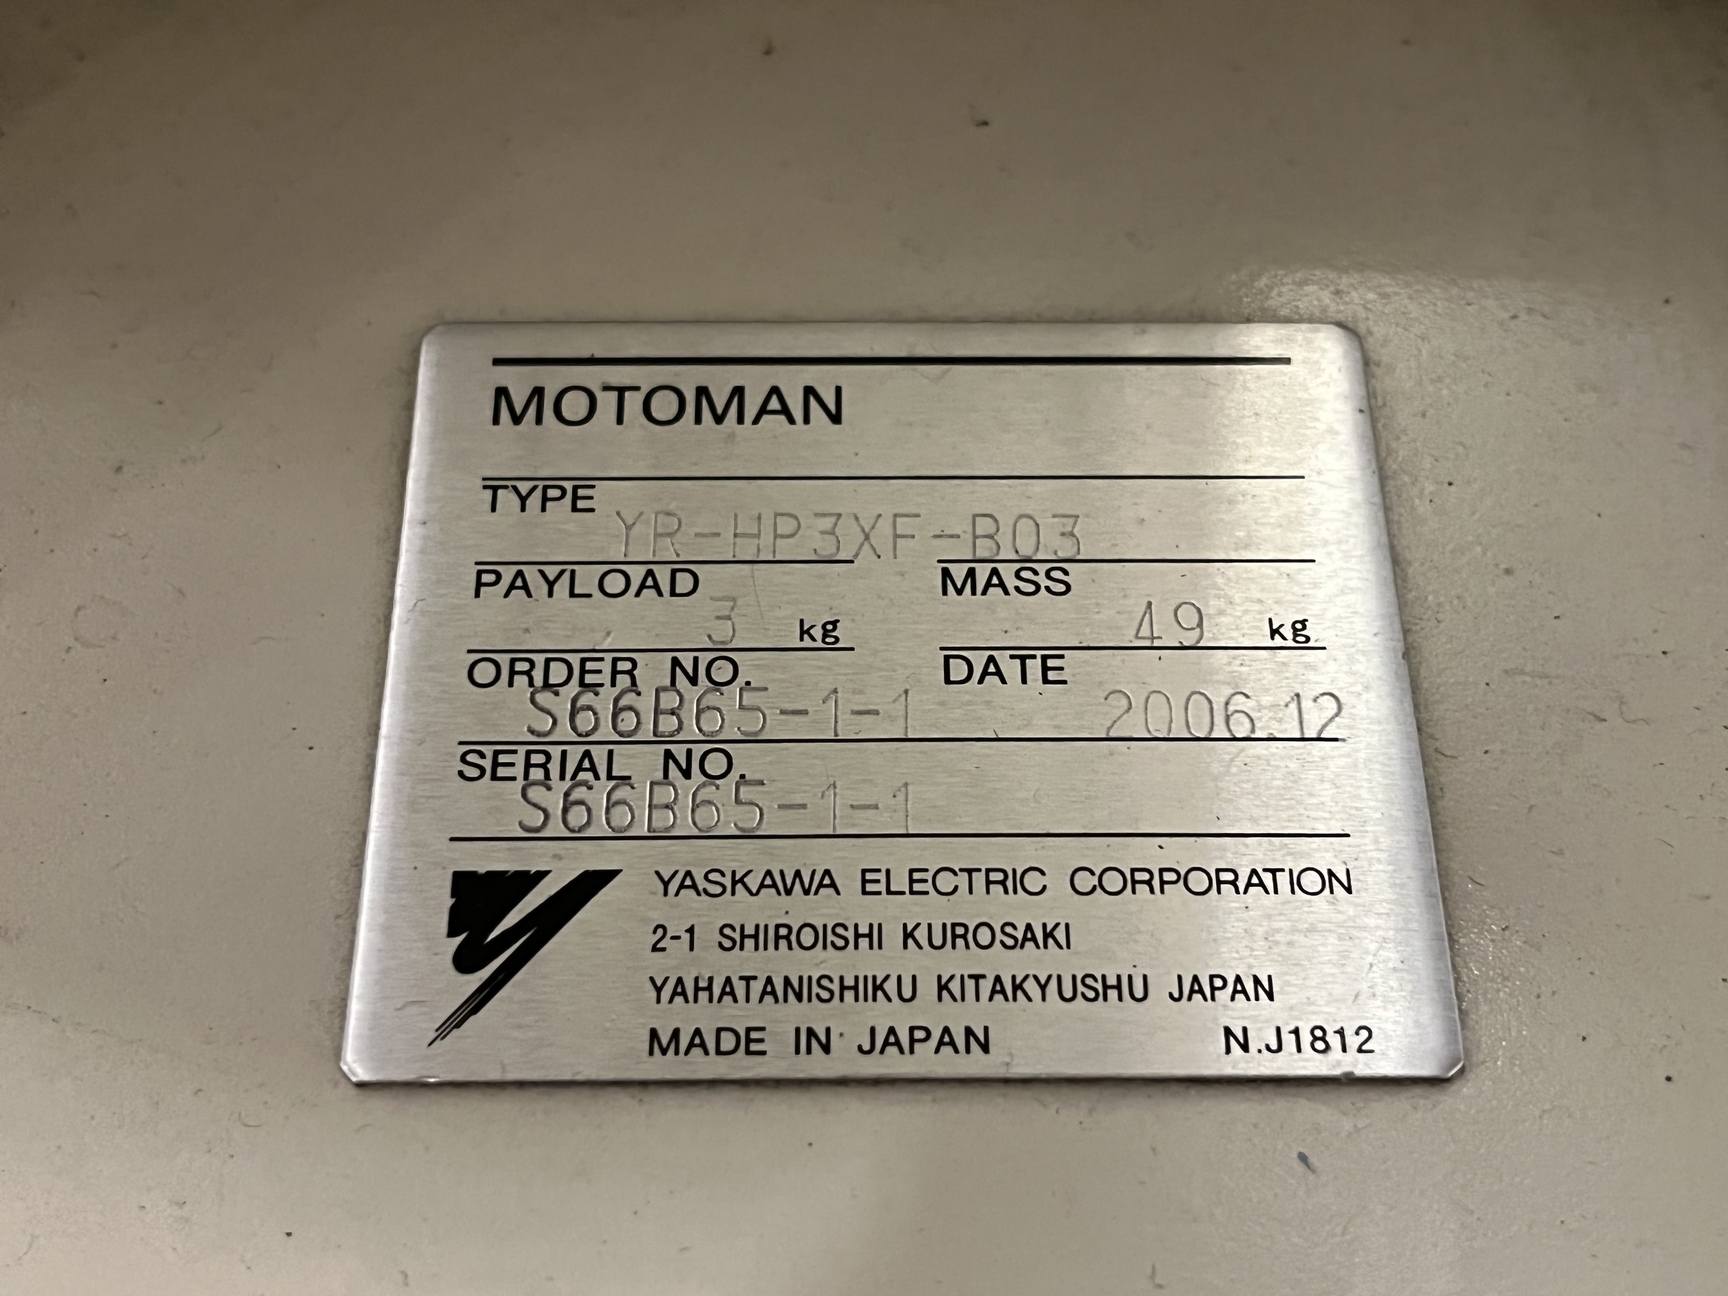 MOTOMAN
TYPE
YR-HP3XF-B03
PAYLOAD MASS
3 kg 49 kg
ORDER NO. DATE
S66B65-1-1 2006.12
SERIAL NO.
S66B65-1-1
YASKAWA ELECTRIC CORPORATION
2-1 SHIROISHI KUROSAKI
YAHATANISHIKU KITAKYUSHU JAPAN
MADE IN JAPAN N.J1812